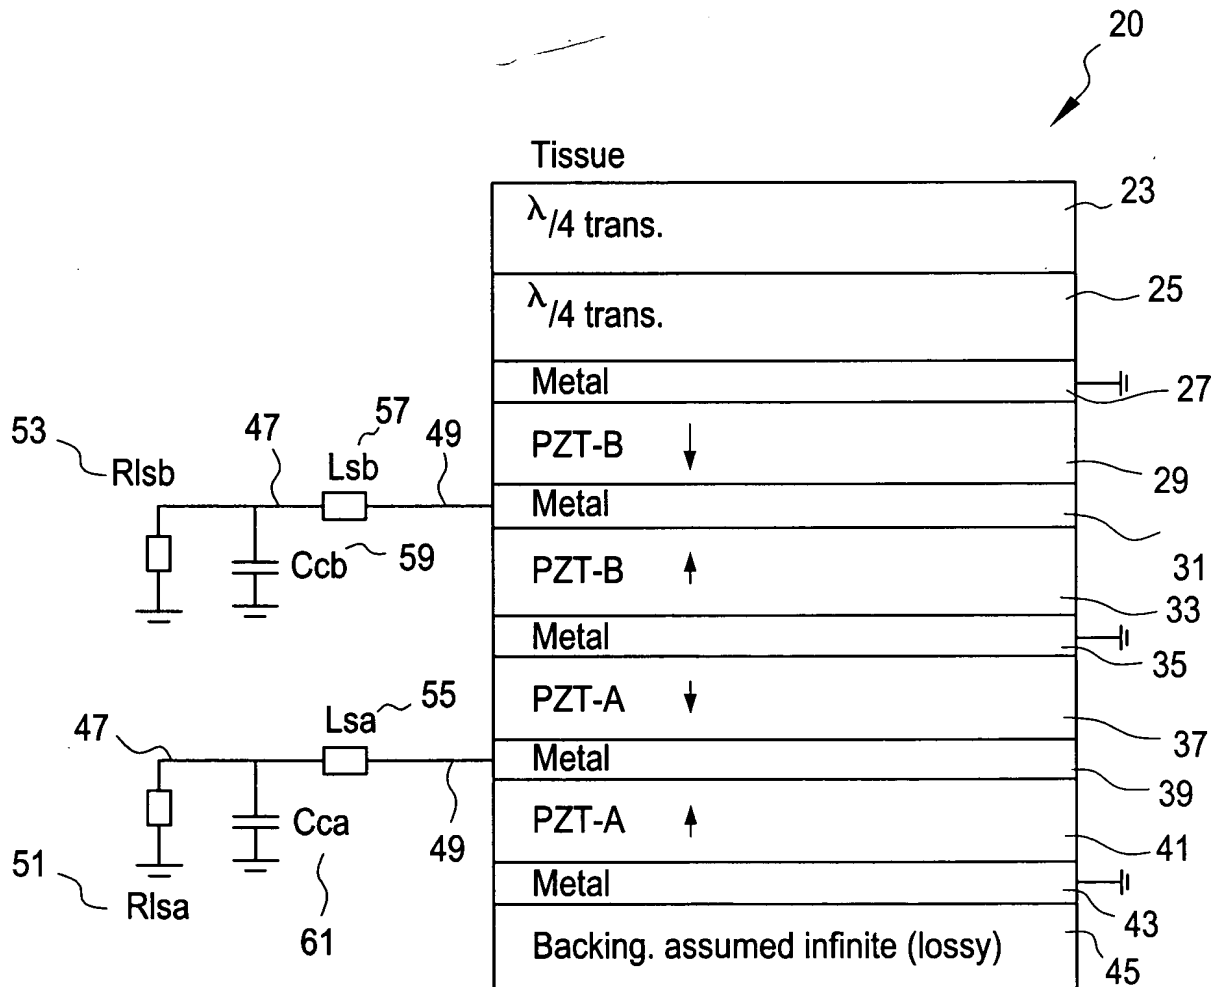 20
Tissue
λ/4 trans.
23
λ/4 trans.
25
Metal
27
PZT-B
29
53
Rlsb
47
57
Lsb
49
Metal
31
Ccb
59
PZT-B
33
Metal
35
PZT-A
37
47
Lsa
55
49
Metal
39
Cca
61
PZT-A
41
51
Rlsa
Metal
43
Backing. assumed infinite (lossy)
45